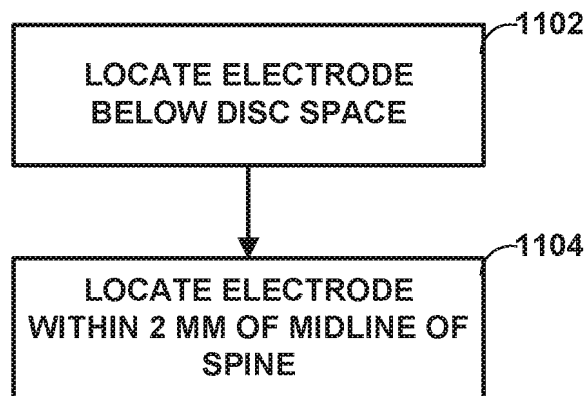 1102
LOCATE ELECTRODE
BELOW DISC SPACE
1104
LOCATE ELECTRODE
WITHIN 2 MM OF MIDLINE OF
SPINE